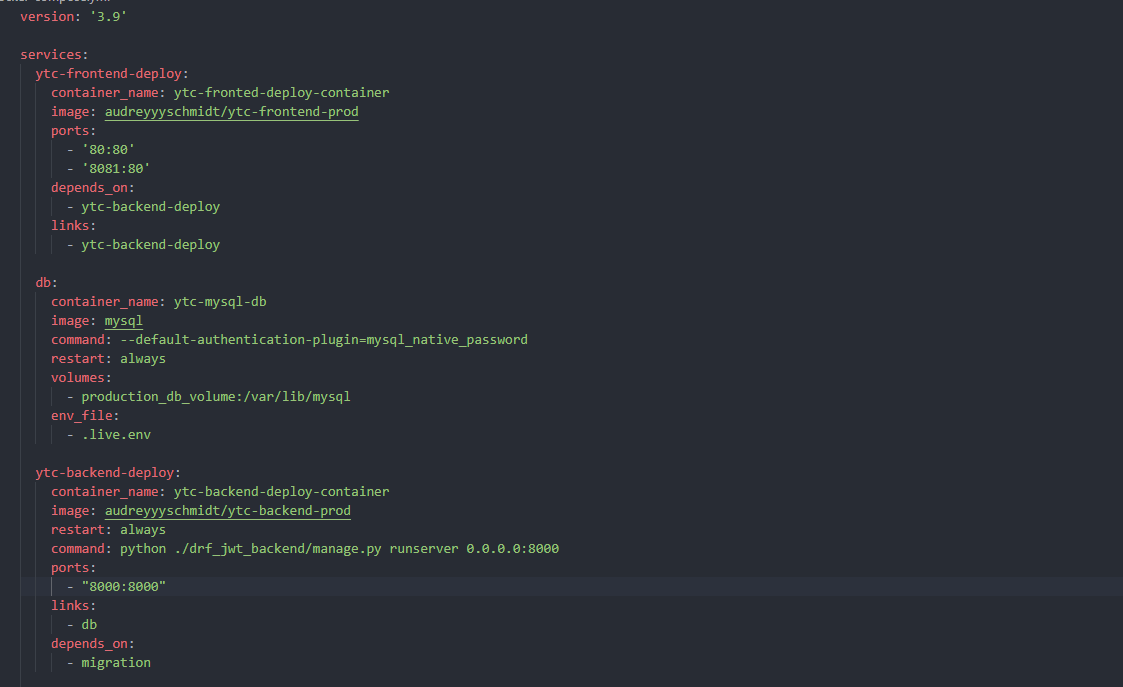 version: '3.9'
services:
ytc-frontend-deploy:
container_name: ytc-fronted-deploy-container
image: audreyyyschmidt/ytc-frontend-prod
ports:
- '80:80'
- '8081:80'
depends_on:
- ytc-backend-deploy
links:
- ytc-backend-deploy
db:
container_name: ytc-mysql-db
image: mysql
command: --default-authentication-plugin=mysql_native_password
restart: always
volumes:
- production_db_volume:/var/lib/mysql
env_file:
- .live.env
ytc-backend-deploy:
container_name: ytc-backend-deploy-container
image: audreyyyschmidt/ytc-backend-prod
restart: always
command: python ./drf_jwt_backend/manage.py runserver 0.0.0.0:8000
ports:
- "8000:8000"
links:
- db
depends_on:
- migration